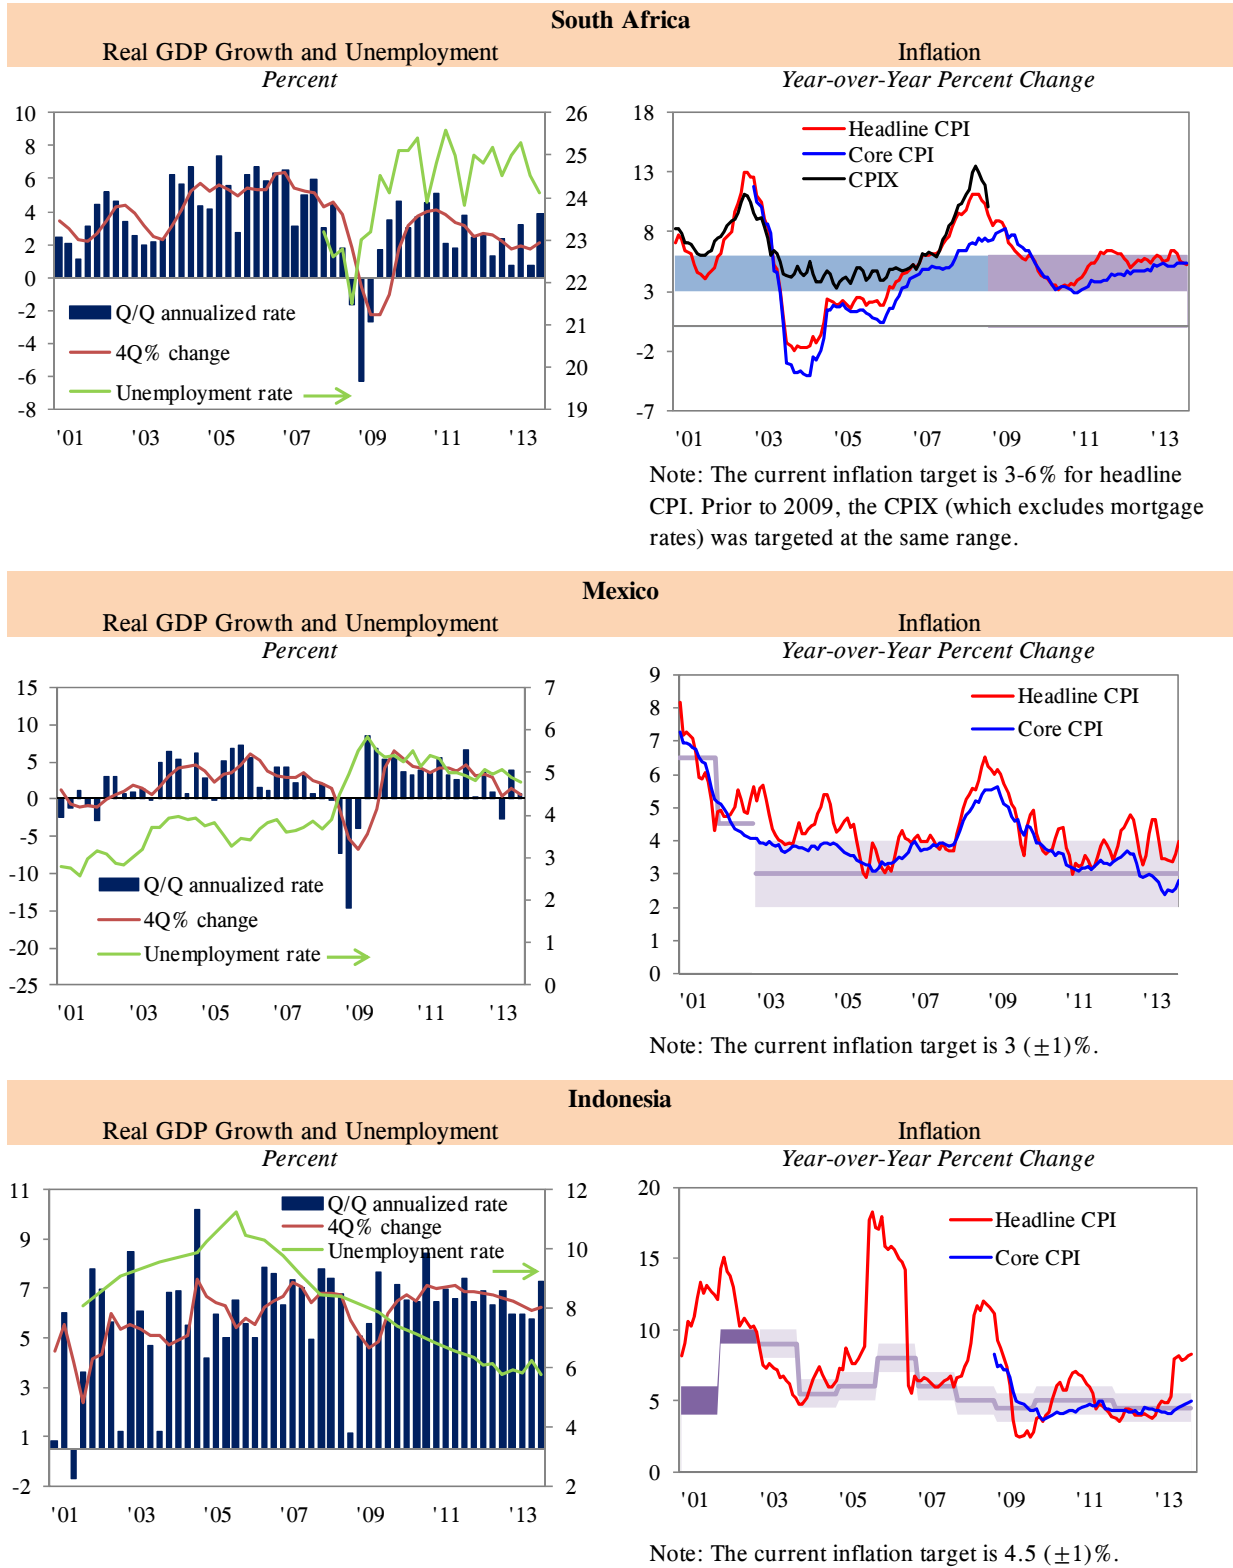 South Africa
Real GDP Growth and Unemployment
Percent
10
8
6
4
2
0
-2
-4
-6
-8
26
25
24
23
22
21
20
19
Q/Q annualized rate
4Q% change
Unemployment rate
'01 '03 '05 '07 '09 '11 '13
Inflation
Year-over-Year Percent Change
18
13
8
3
-2
-7
Headline CPI
Core CPI
CPIX
'01 '03 '05 '07 '09 '11 '13
Note: The current inflation target is 3-6% for headline
CPI. Prior to 2009, the CPIX (which excludes mortgage
rates) was targeted at the same range.
Mexico
Real GDP Growth and Unemployment
Percent
15
10
5
0
-5
-10
-15
-20
-25
7
6
5
4
3
2
1
0
Q/Q annualized rate
4Q% change
Unemployment rate
'01 '03 '05 '07 '09 '11 '13
Inflation
Year-over-Year Percent Change
9
8
7
6
5
4
3
2
1
0
Headline CPI
Core CPI
'01 '03 '05 '07 '09 '11 '13
Note: The current inflation target is 3 (±1)%.
Indonesia
Real GDP Growth and Unemployment
Percent
11
9
7
5
3
1
-2
12
10
8
6
4
2
Q/Q annualized rate
4Q% change
Unemployment rate
'01 '03 '05 '07 '09 '11 '13
Inflation
Year-over-Year Percent Change
20
15
10
5
0
Headline CPI
Core CPI
'01 '03 '05 '07 '09 '11 '13
Note: The current inflation target is 4.5 (±1)%.